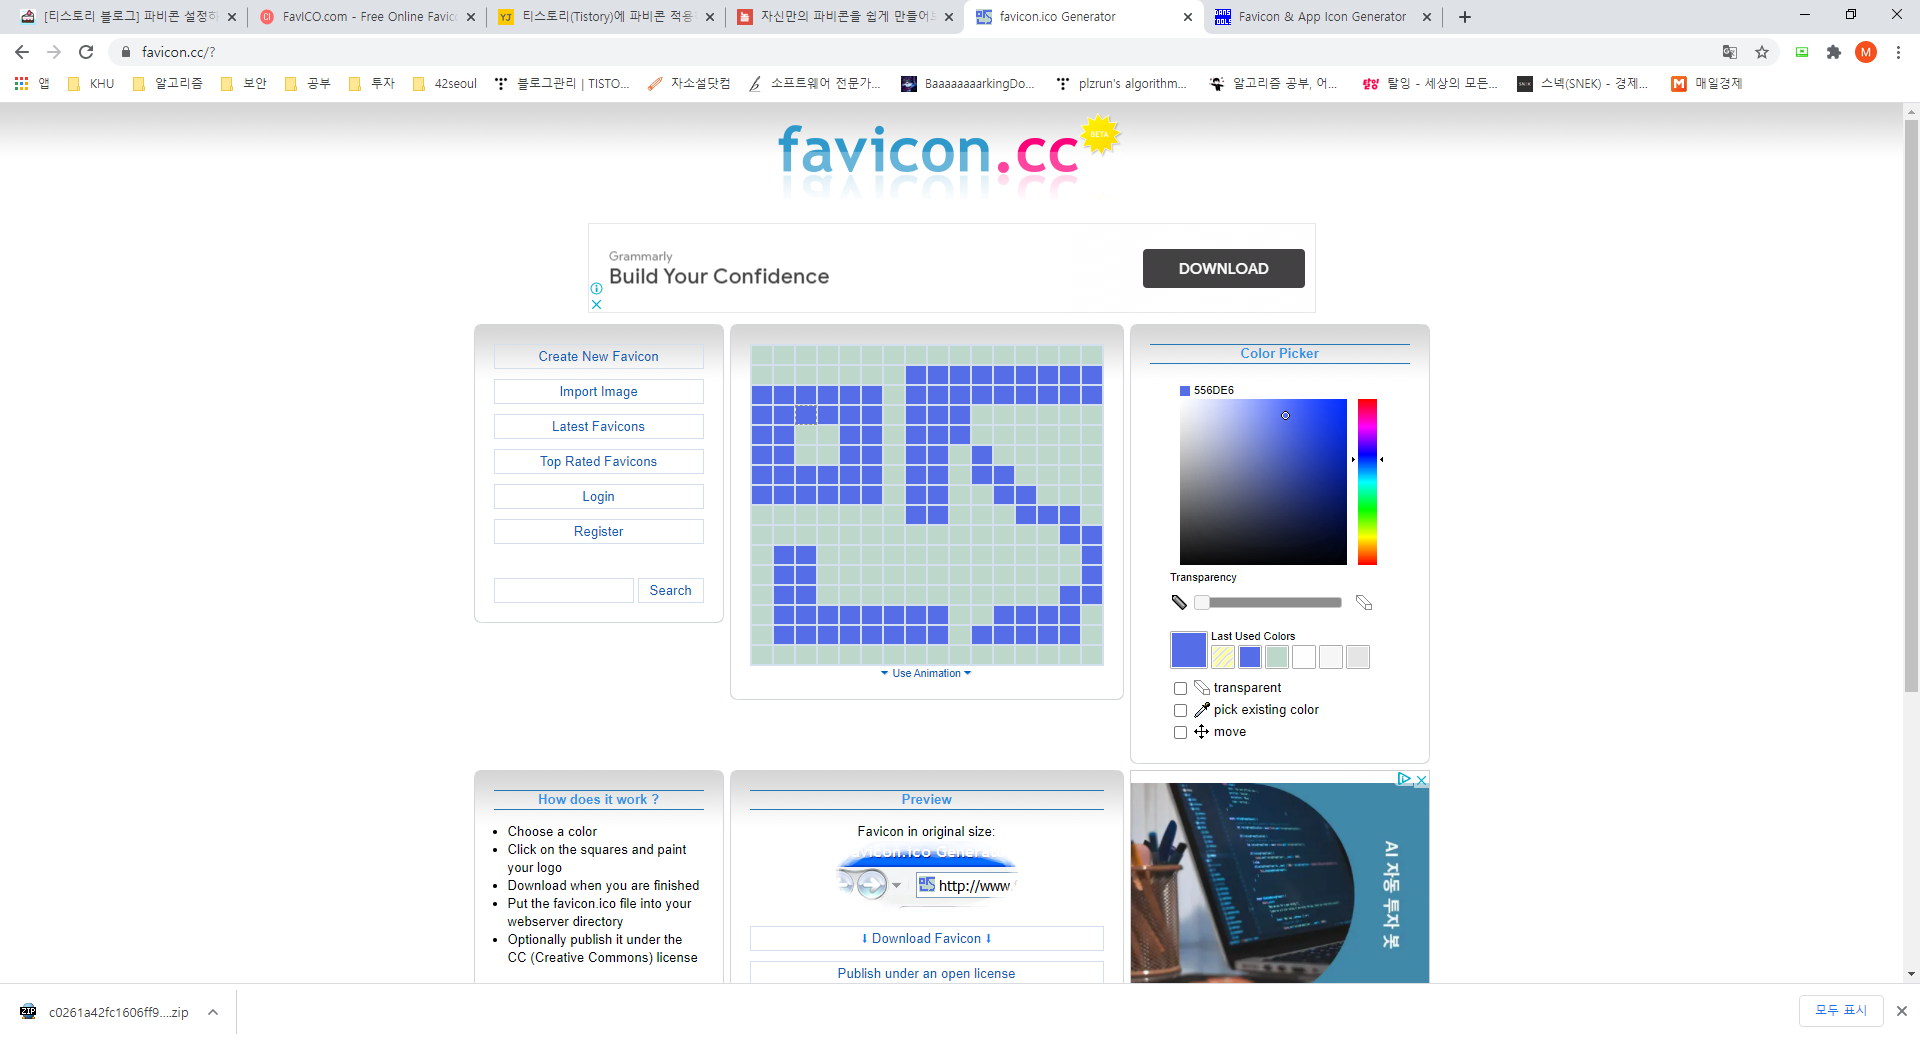 [티스토리 블로그] 파비콘 설정하
FavICO.com - Free Online Favic
티스토리(Tistory)에 파비콘 적용
자신만의 파비콘을 쉽게 만들어
favicon.ico Generator
DANS TOOLS
Favicon & App Icon Generator
favicon.cc/?
M
앱
KHU
알고리즘
보안
공부
투자
42seoul
블로그관리 | TISTO...
자소설닷컴
소프트웨어 전문가...
BaaaaaaaarkingDo...
plzrun's algorithm...
알고리즘 공부, 어...
탈잉 - 세상의 모든...
스넥(SNEK) - 경제...
매일경제
favicon.cc
BETA
Grammarly
Build Your Confidence
DOWNLOAD
Create New Favicon
Import Image
Latest Favicons
Top Rated Favicons
Login
Register
Search
Use Animation
Color Picker
556DE6
Transparency
Last Used Colors
transparent
pick existing color
move
How does it work ?
Choose a color
Click on the squares and paint
your logo
Download when you are finished
Put the favicon.ico file into your
webserver directory
Optionally publish it under the
CC (Creative Commons) license
Preview
Favicon in original size:
favicon.ico Genera
http://www
⬇ Download Favicon ⬇
Publish under an open license
AI 자동 투자 봇
ZIP
c0261a42fc1606ff9....zip
모두 표시